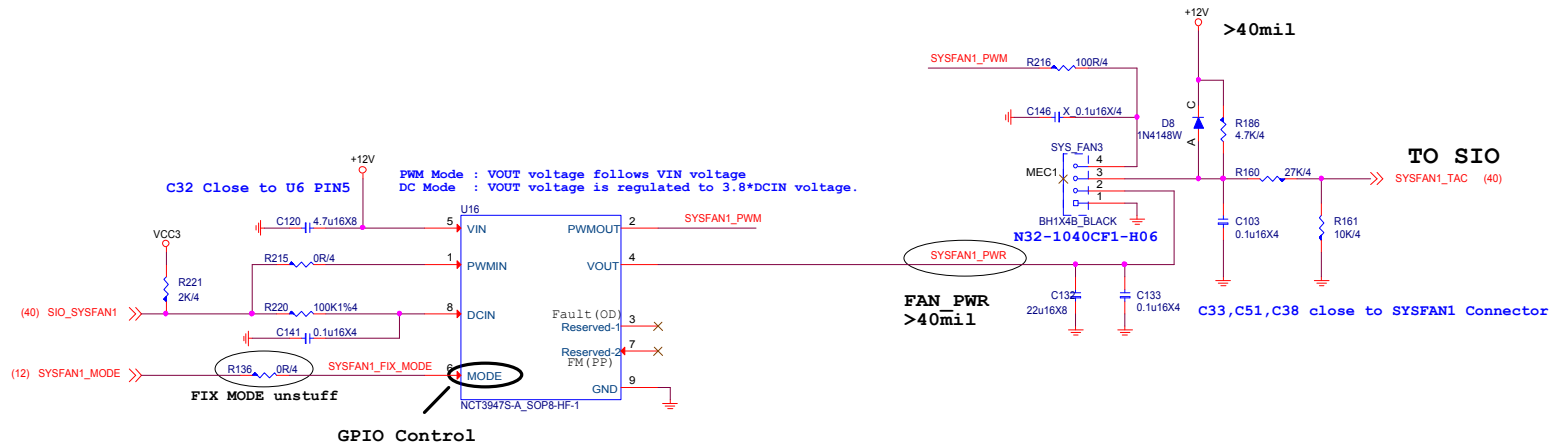 +12V
>40mil
SYSFAN1_PWM
R216 100R/4
C146 X_0.1u16X/4
D8
1N4148W
C
A
R186
4.7K/4
SYS_FAN3
4
3
2
1
MEC1
BH1X4B_BLACK
N32-1040CF1-H06
TO SIO
R160 27K/4
SYSFAN1_TAC (40)
C103
0.1u16X4
R161
10K/4
+12V
C32 Close to U6 PIN5
PWM Mode : VOUT voltage follows VIN voltage
DC Mode : VOUT voltage is regulated to 3.8*DCIN voltage.
U16
C120 4.7u16X8
5 VIN
PWMOUT 2
SYSFAN1_PWM
VCC3
R221
2K/4
R215 0R/4
1 PWMIN
VOUT 4
SYSFAN1_PWR
(40) SIO_SYSFAN1
R220 100K1%4
8 DCIN
C141 0.1u16X4
Fault(OD)
Reserved-1 3
Reserved-2 7
FM(PP)
FAN_PWR
>40mil
C132
22u16X8
C133
0.1u16X4
C33,C51,C38 close to SYSFAN1 Connector
(12) SYSFAN1_MODE
R136 0R/4
SYSFAN1_FIX_MODE
6 MODE
GND 9
FIX MODE unstuff
NCT3947S-A_SOP8-HF-1
GPIO Control